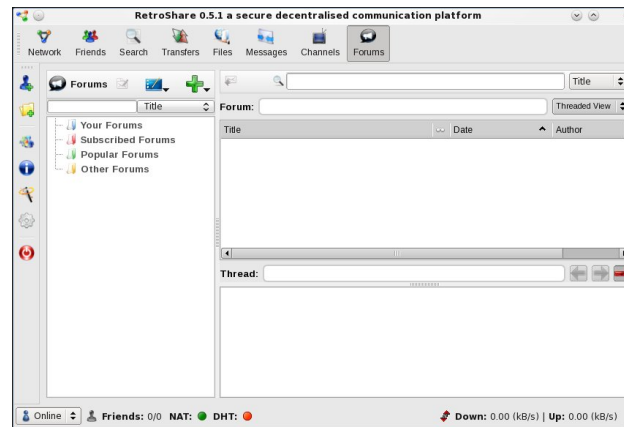 RetroShare 0.5.1 a secure decentralised communication platform
Network Friends Search Transfers Files Messages Channels Forums
Forums
Title
Title
Forum: Threaded View
Title Date Author
Your Forums
Subscribed Forums
Popular Forums
Other Forums
Thread:
Online Friends: 0/0 NAT: DHT: Down: 0.00 (kB/s) | Up: 0.00 (kB/s)